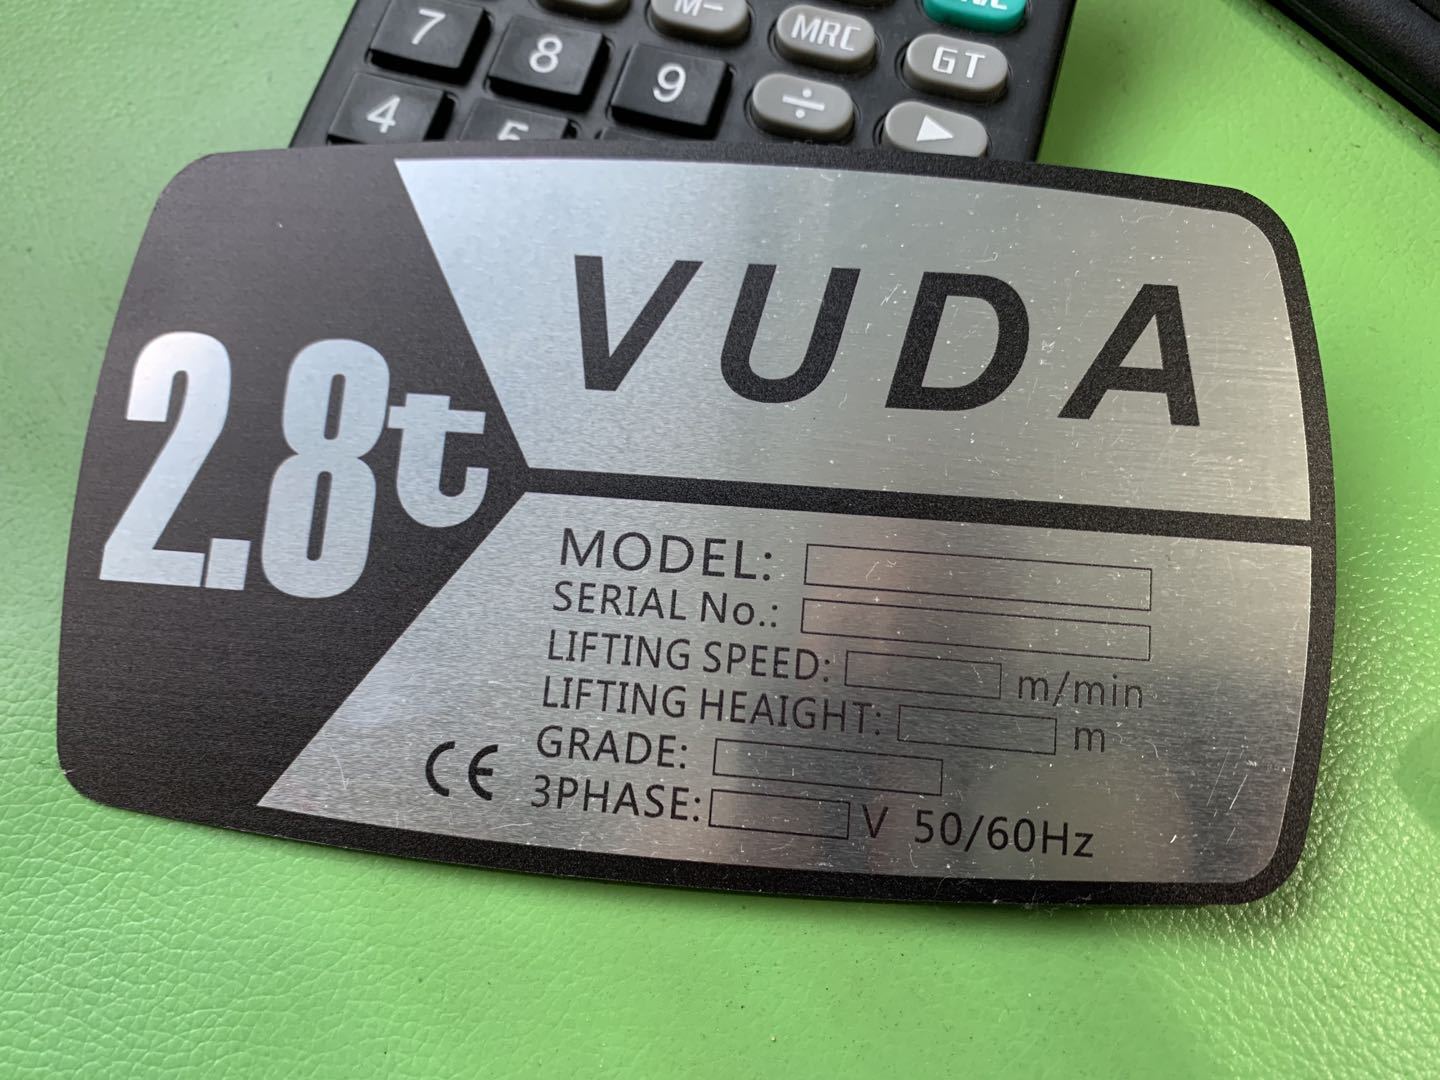 7 8 9 M- MRC GT
4 5 ÷ ▶
VUDA
2.8t
MODEL:
SERIAL No.:
LIFTING SPEED: m/min
LIFTING HEAIGHT: m
GRADE:
CE 3PHASE: V 50/60Hz